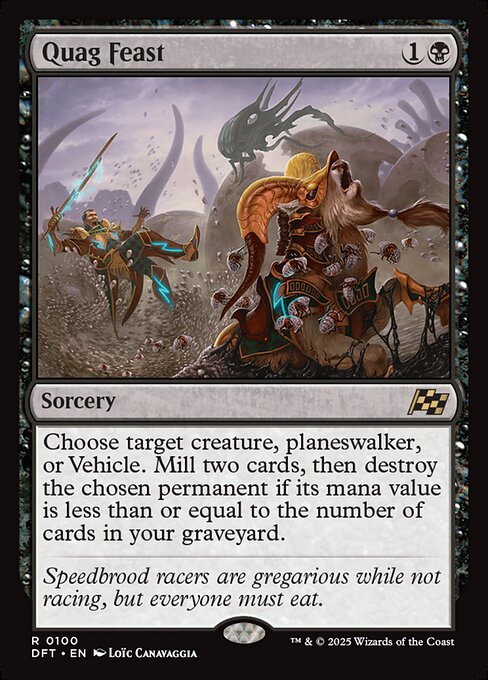 Quag Feast 1
Sorcery
Choose target creature, planeswalker,
or Vehicle. Mill two cards, then destroy
the chosen permanent if its mana value
is less than or equal to the number of
cards in your graveyard.
Speedbrood racers are gregarious while not
racing, but everyone must eat.
R 0100
DFT • EN Loïc Canavaggia
™ & © 2025 Wizards of the Coast